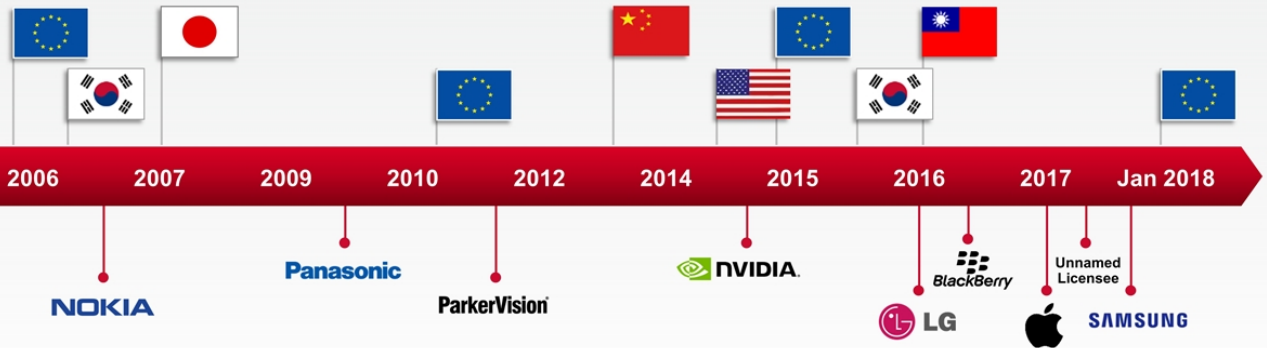 2006 2007 2009 2010 2012 2014 2015 2016 2017 Jan 2018
NOKIA
Panasonic
ParkerVision
NVIDIA.
LG
BlackBerry
Unnamed
Licensee
SAMSUNG